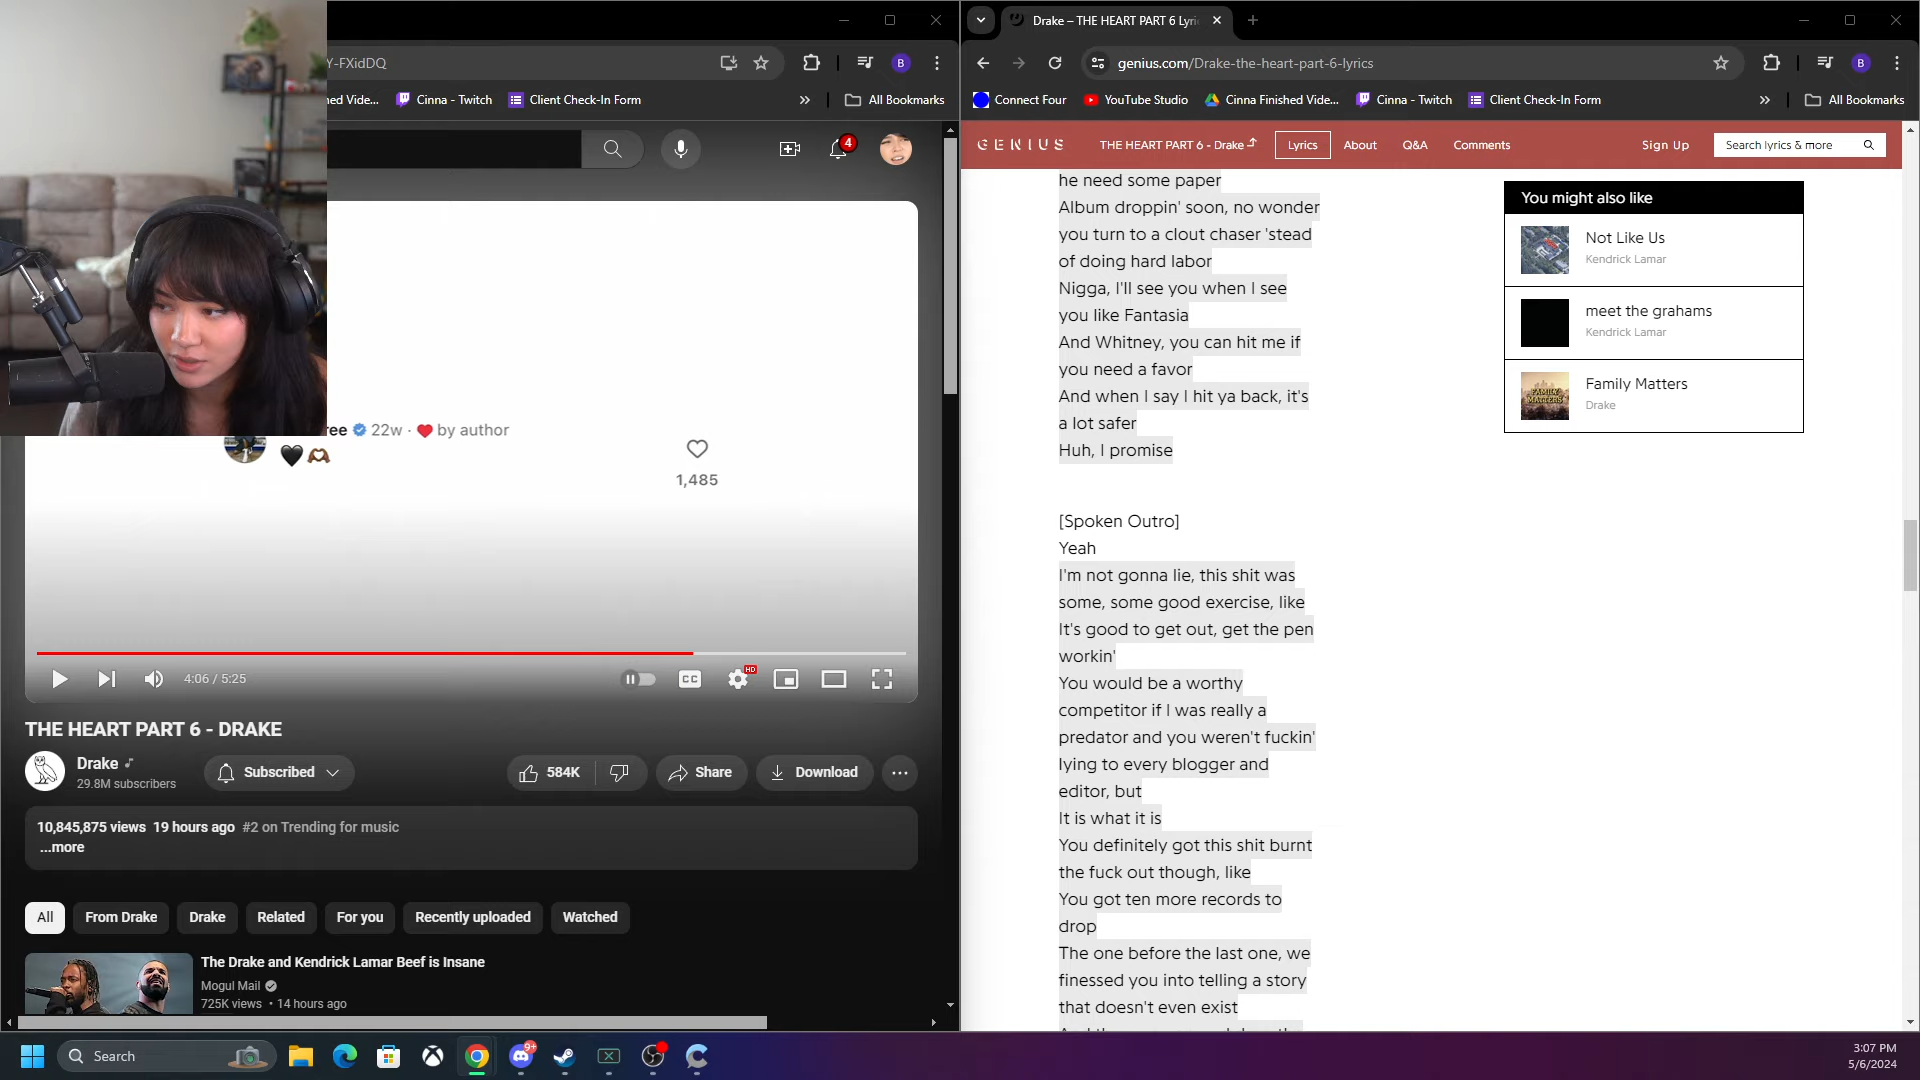 Y-FXidDQ
B
ned Vide...
Cinna - Twitch
Client Check-In Form
»
All Bookmarks
4
ree 22w · ❤️ by author
🖤 🫶🏾
1,485
4:06 / 5:25
CC
HD
THE HEART PART 6 - DRAKE
Drake ♪
29.8M subscribers
Subscribed
584K
Share
Download
10,845,875 views 19 hours ago #2 on Trending for music
...more
All
From Drake
Drake
Related
For you
Recently uploaded
Watched
The Drake and Kendrick Lamar Beef is Insane
Mogul Mail
725K views • 14 hours ago
Drake – THE HEART PART 6 Lyri
genius.com/Drake-the-heart-part-6-lyrics
B
Connect Four
YouTube Studio
Cinna Finished Vide...
Cinna - Twitch
Client Check-In Form
»
All Bookmarks
GENIUS
THE HEART PART 6 - Drake
Lyrics
About
Q&A
Comments
Sign Up
Search lyrics & more
he need some paper
Album droppin' soon, no wonder
you turn to a clout chaser 'stead
of doing hard labor
Nigga, I'll see you when I see
you like Fantasia
And Whitney, you can hit me if
you need a favor
And when I say I hit ya back, it's
a lot safer
Huh, I promise
[Spoken Outro]
Yeah
I'm not gonna lie, this shit was
some, some good exercise, like
It's good to get out, get the pen
workin'
You would be a worthy
competitor if I was really a
predator and you weren't fuckin'
lying to every blogger and
editor, but
It is what it is
You definitely got this shit burnt
the fuck out though, like
You got ten more records to
drop
The one before the last one, we
finessed you into telling a story
that doesn't even exist
You might also like
Not Like Us
Kendrick Lamar
meet the grahams
Kendrick Lamar
Family Matters
Drake
FAMILY MATTERS
Search
9+
3:07 PM
5/6/2024